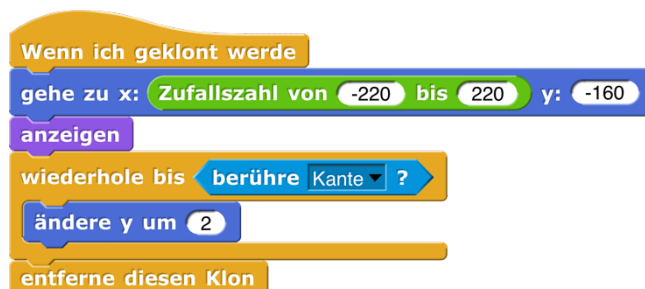 Wenn ich geklont werde
gehe zu x: Zufallszahl von -220 bis 220 y: -160
anzeigen
wiederhole bis berühre Kante ?
ändere y um 2
entferne diesen Klon